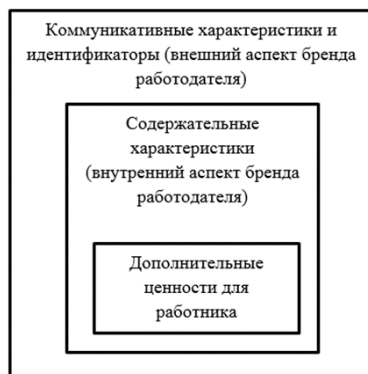 Коммуникативные характеристики и
идентификаторы (внешний аспект бренда
работодателя)
Содержательные
характеристики
(внутренний аспект бренда
работодателя)
Дополнительные
ценности для
работника